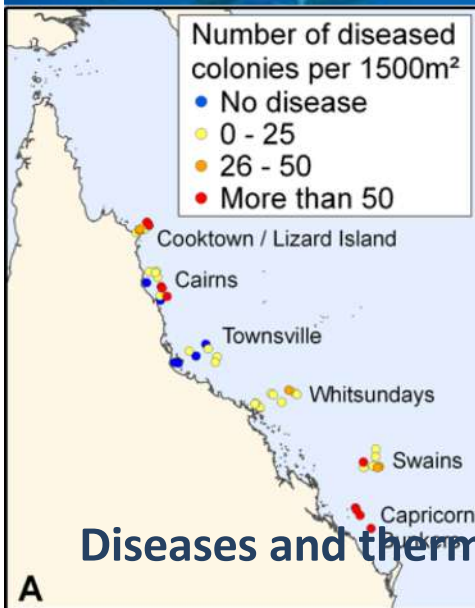 Number of diseased
colonies per 1500m²
No disease
0 - 25
26 - 50
More than 50
Cooktown / Lizard Island
Cairns
Townsville
Whitsundays
Swains
Capricorn
Diseases and therm
A